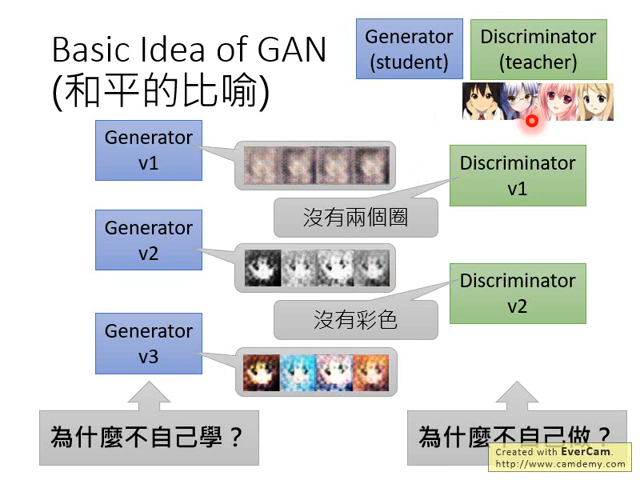 Basic Idea of GAN
(和平的比喻)
Generator
(student)
Discriminator
(teacher)
Generator
v1
Discriminator
v1
沒有兩個圈
Generator
v2
Discriminator
v2
沒有彩色
Generator
v3
為什麼不自己學？
為什麼不自己做？
Created with EverCam.
http://www.camdemy.com